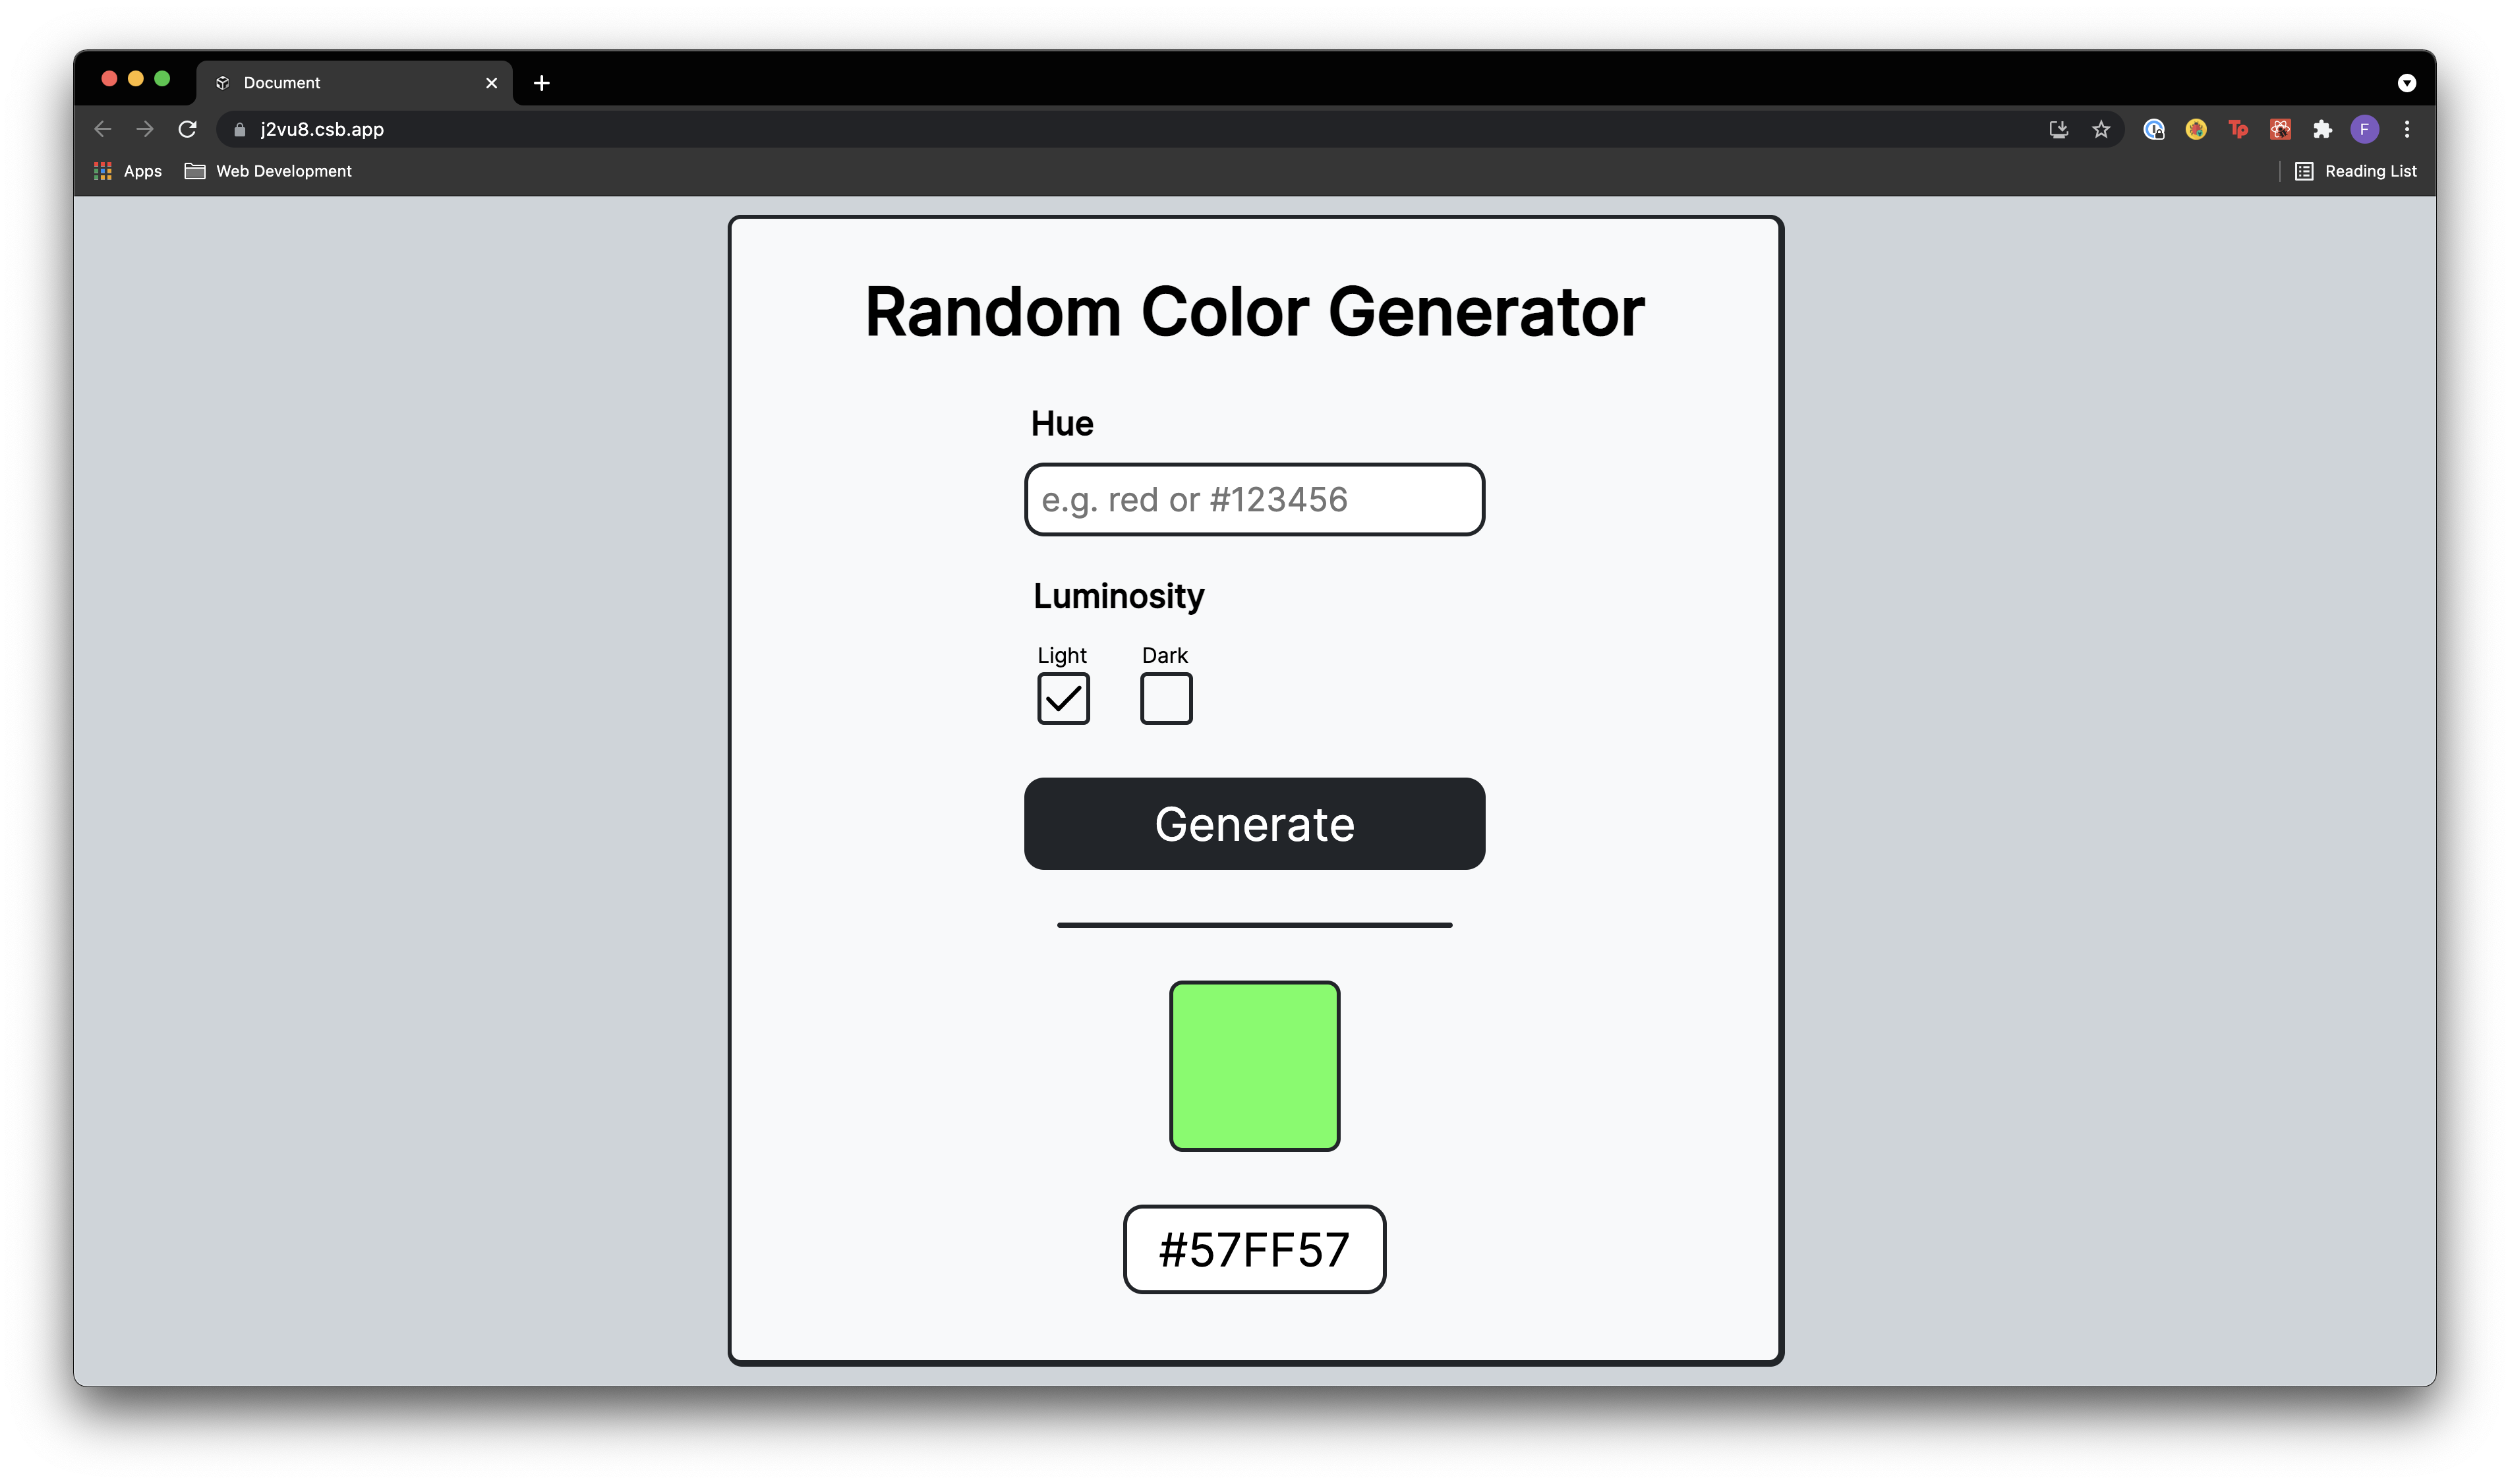 Document
j2vu8.csb.app
Tp
F
Apps
Web Development
Reading List
Random Color Generator
Hue
e.g. red or #123456
Luminosity
Light Dark
Generate
#57FF57